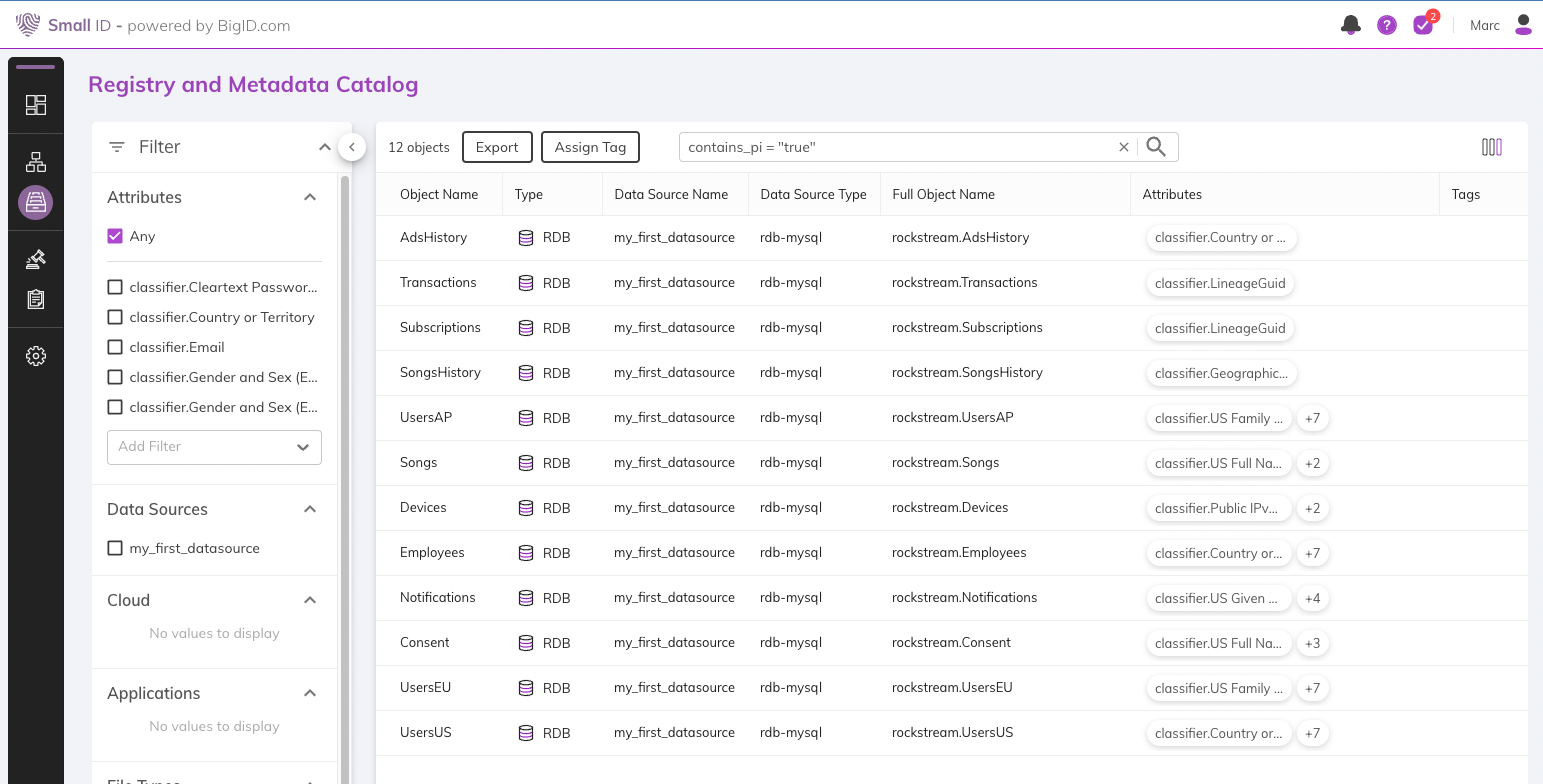 Small ID - powered by BigID.com
2
Marc
Registry and Metadata Catalog
Filter
Attributes
Any
classifier.Cleartext Passwor...
classifier.Country or Territory
classifier.Email
classifier.Gender and Sex (E...
classifier.Gender and Sex (E...
Add Filter
Data Sources
my_first_datasource
Cloud
No values to display
Applications
No values to display
File Types
12 objects Export Assign Tag contains_pi = "true"
Object Name Type Data Source Name Data Source Type Full Object Name Attributes Tags
AdsHistory RDB my_first_datasource rdb-mysql rockstream.AdsHistory classifier.Country or ...
Transactions RDB my_first_datasource rdb-mysql rockstream.Transactions classifier.LineageGuid
Subscriptions RDB my_first_datasource rdb-mysql rockstream.Subscriptions classifier.LineageGuid
SongsHistory RDB my_first_datasource rdb-mysql rockstream.SongsHistory classifier.Geographic...
UsersAP RDB my_first_datasource rdb-mysql rockstream.UsersAP classifier.US Family ... +7
Songs RDB my_first_datasource rdb-mysql rockstream.Songs classifier.US Full Na... +2
Devices RDB my_first_datasource rdb-mysql rockstream.Devices classifier.Public IPv... +2
Employees RDB my_first_datasource rdb-mysql rockstream.Employees classifier.Country or... +7
Notifications RDB my_first_datasource rdb-mysql rockstream.Notifications classifier.US Given ... +4
Consent RDB my_first_datasource rdb-mysql rockstream.Consent classifier.US Full Na... +3
UsersEU RDB my_first_datasource rdb-mysql rockstream.UsersEU classifier.US Family ... +7
UsersUS RDB my_first_datasource rdb-mysql rockstream.UsersUS classifier.Country or... +7